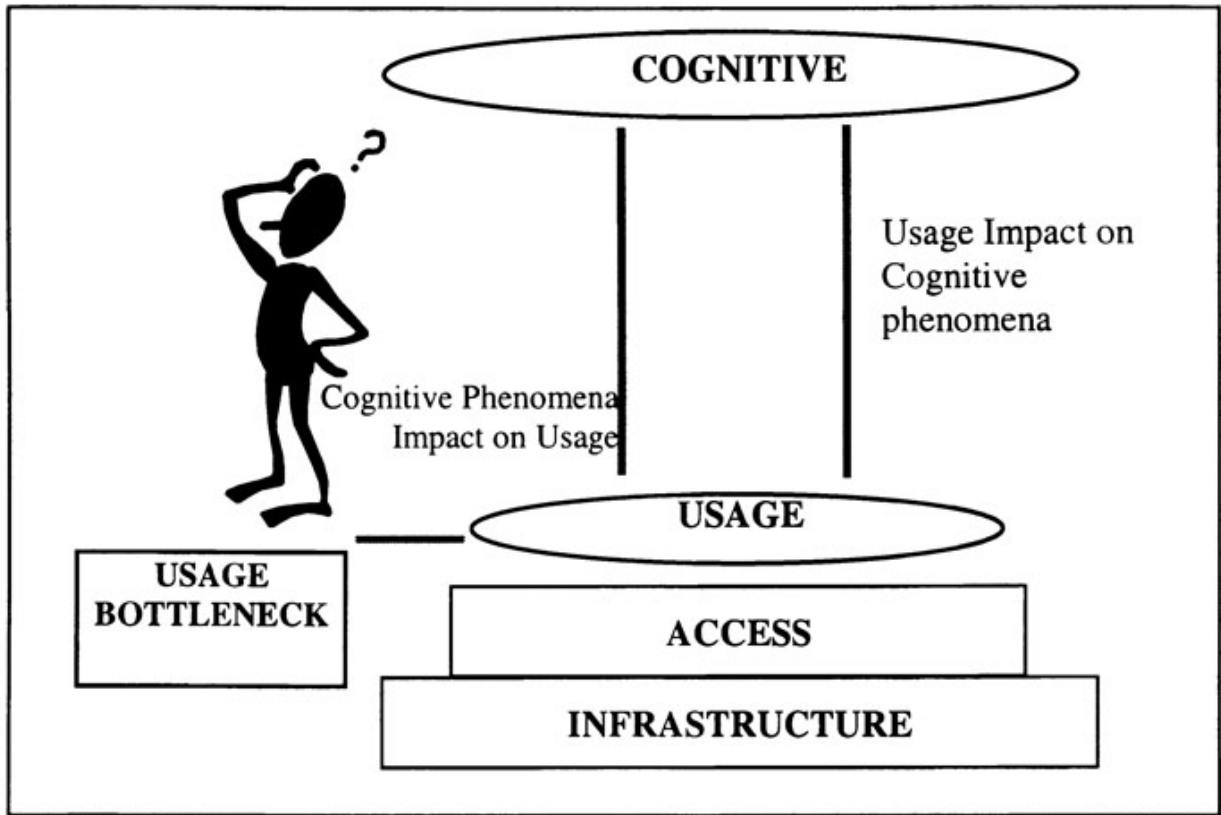 COGNITIVE
?
Usage Impact on
Cognitive
phenomena
Cognitive Phenomena
Impact on Usage
USAGE
USAGE
BOTTLENECK
ACCESS
INFRASTRUCTURE